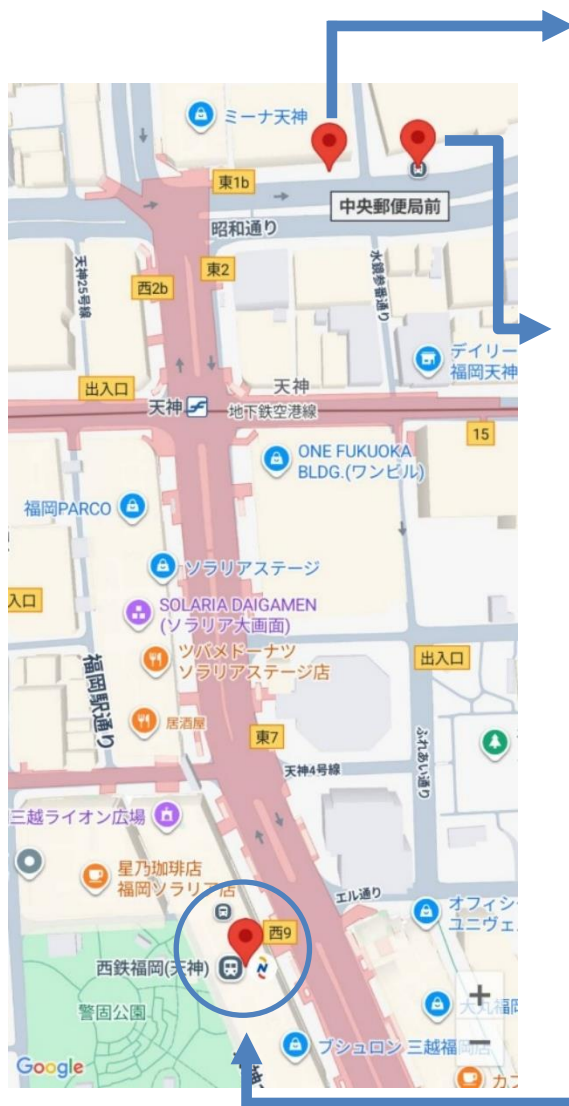 ミーナ天神
東1b
中央郵便局前
昭和通り
東2
西2b
天神25号線
水鏡参番通り
デイリー
福岡天神
出入口
天神
天神
地下鉄空港線
15
ONE FUKUOKA
BLDG.(ワンビル)
福岡PARCO
ソラリアステージ
入口
SOLARIA DAIGAMEN
(ソラリア大画面)
ツバメドーナツ
ソラリアステージ店
出入口
福岡駅通り
居酒屋
東7
ふれあい通り
天神4号線
三越ライオン広場
星乃珈琲店
福岡ソラリア店
エル通り
オフィシ
ユニヴェ
西9
西鉄福岡(天神)
警固公園
大丸福岡
ブシュロン 三越福岡店
Google
カフ